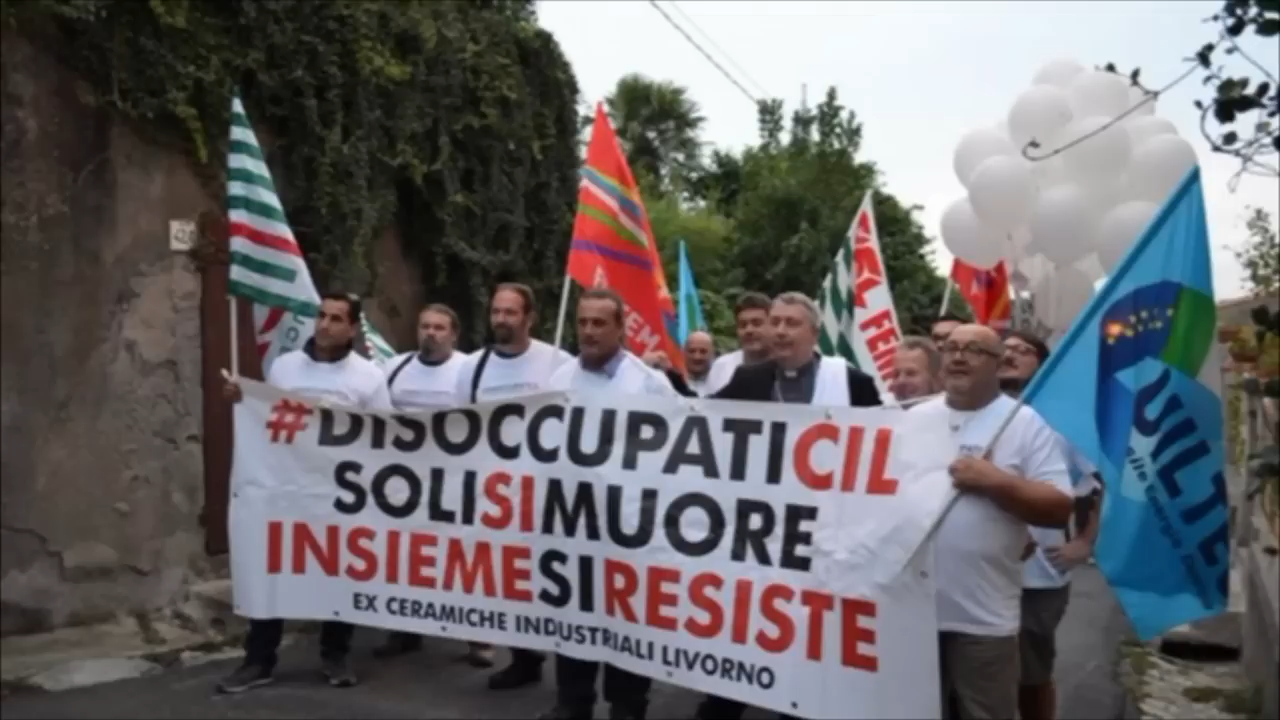 #DISOCCUPATICIL
SOLISIMUORE
INSIEMESIRESISTE
EX CERAMICHE INDUSTRIALI LIVORNO
UILTE